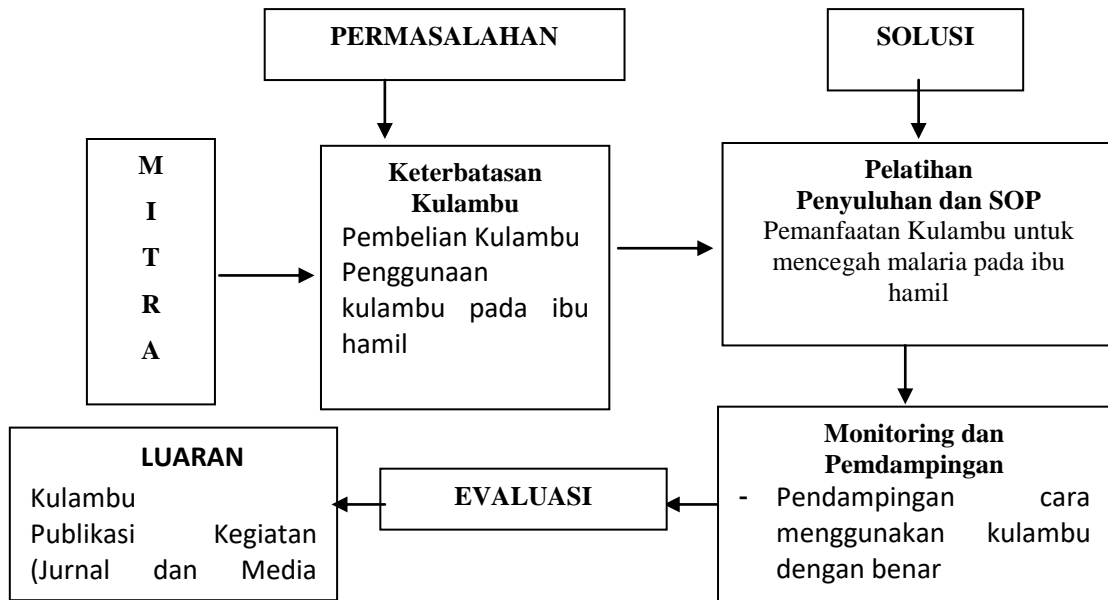 PERMASALAHAN
SOLUSI
M
I
T
R
A
Keterbatasan
Kulambu
Pembelian Kulambu
Penggunaan
kulambu pada ibu
hamil
Pelatihan
Penyuluhan dan SOP
Pemanfaatan Kulambu untuk
mencegah malaria pada ibu
hamil
Monitoring dan
Pemdampingan
- Pendampingan cara
menggunakan kulambu
dengan benar
EVALUASI
LUARAN
Kulambu
Publikasi Kegiatan
(Jurnal dan Media